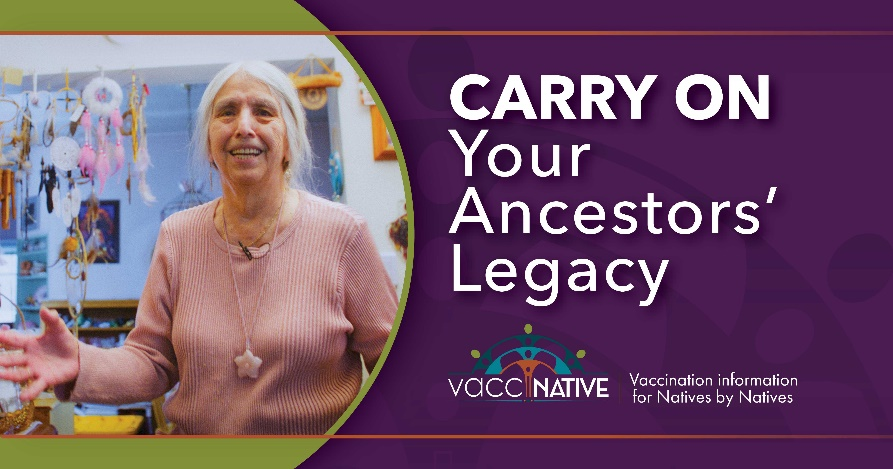 CARRY ON
Your
Ancestors'
Legacy
VACCINATIVE
Vaccination information
for Natives by Natives